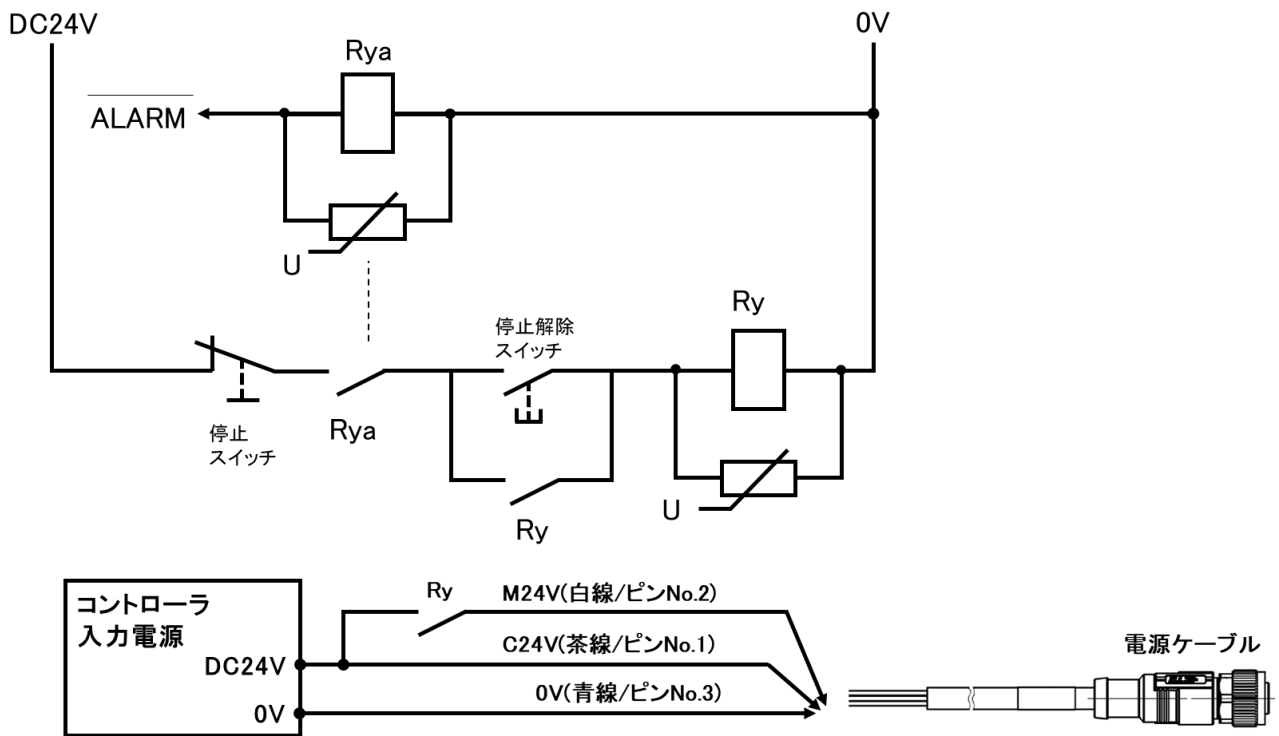 DC24V
0V
Rya
ALARM
U
停止解除
スイッチ
Ry
停止
スイッチ
Rya
U
Ry
コントローラ
入力電源
DC24V
0V
Ry
M24V(白線/ピンNo.2)
C24V(茶線/ピンNo.1)
0V(青線/ピンNo.3)
電源ケーブル